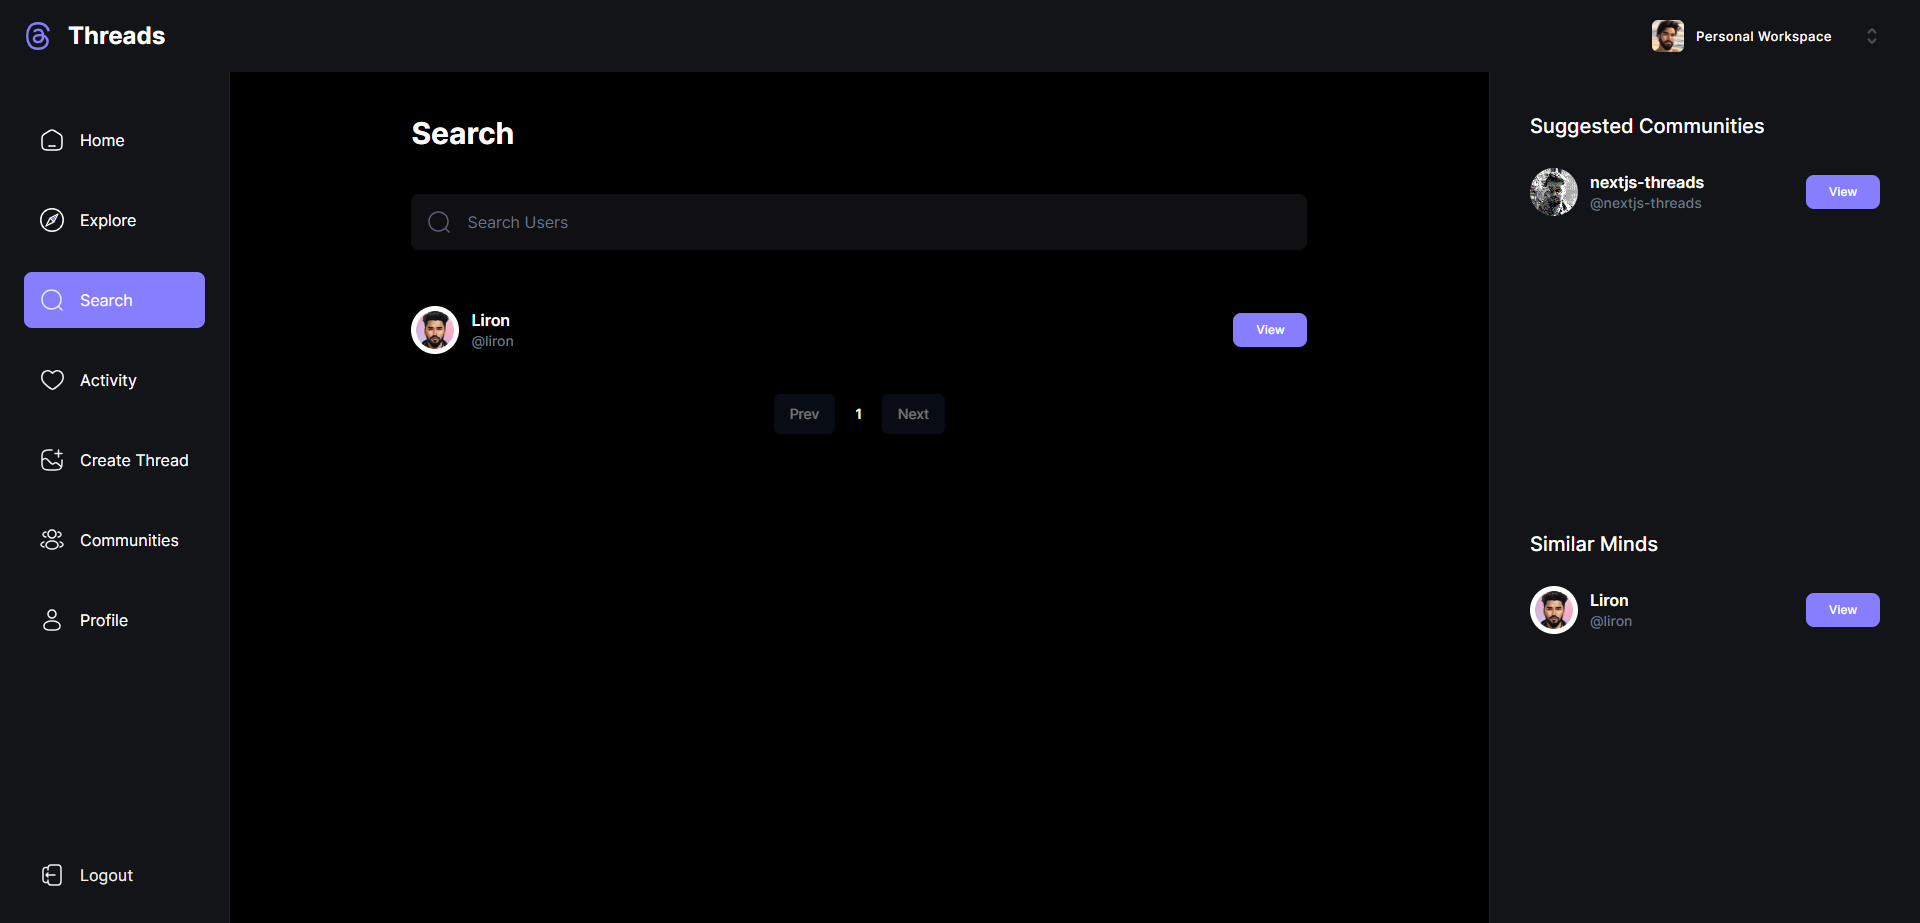 Threads
Personal Workspace
Home
Explore
Search
Activity
Create Thread
Communities
Profile
Logout
Search
Search Users
Liron
@liron
View
Prev 1 Next
Suggested Communities
nextjs-threads
@nextjs-threads
View
Similar Minds
Liron
@liron
View